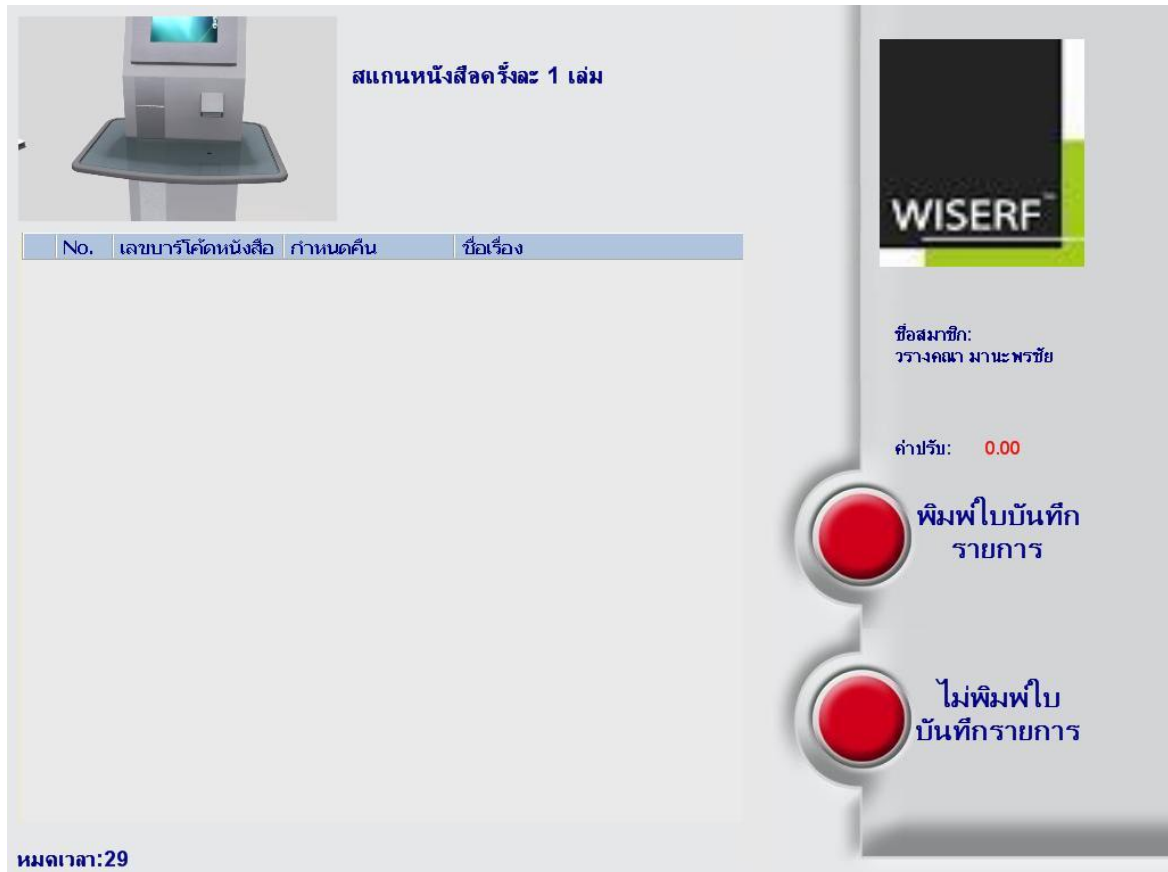 สแกนหนังสือครั้งละ 1 เล่ม
WISERF™
No. เลขบาร์โค้ดหนังสือ กำหนดคืน ชื่อเรื่อง
ชื่อสมาชิก:
วรางคณา มานะพรชัย
ค่าปรับ: 0.00
พิมพ์ใบบันทึก
รายการ
ไม่พิมพ์ใบ
บันทึกรายการ
หมดเวลา:29